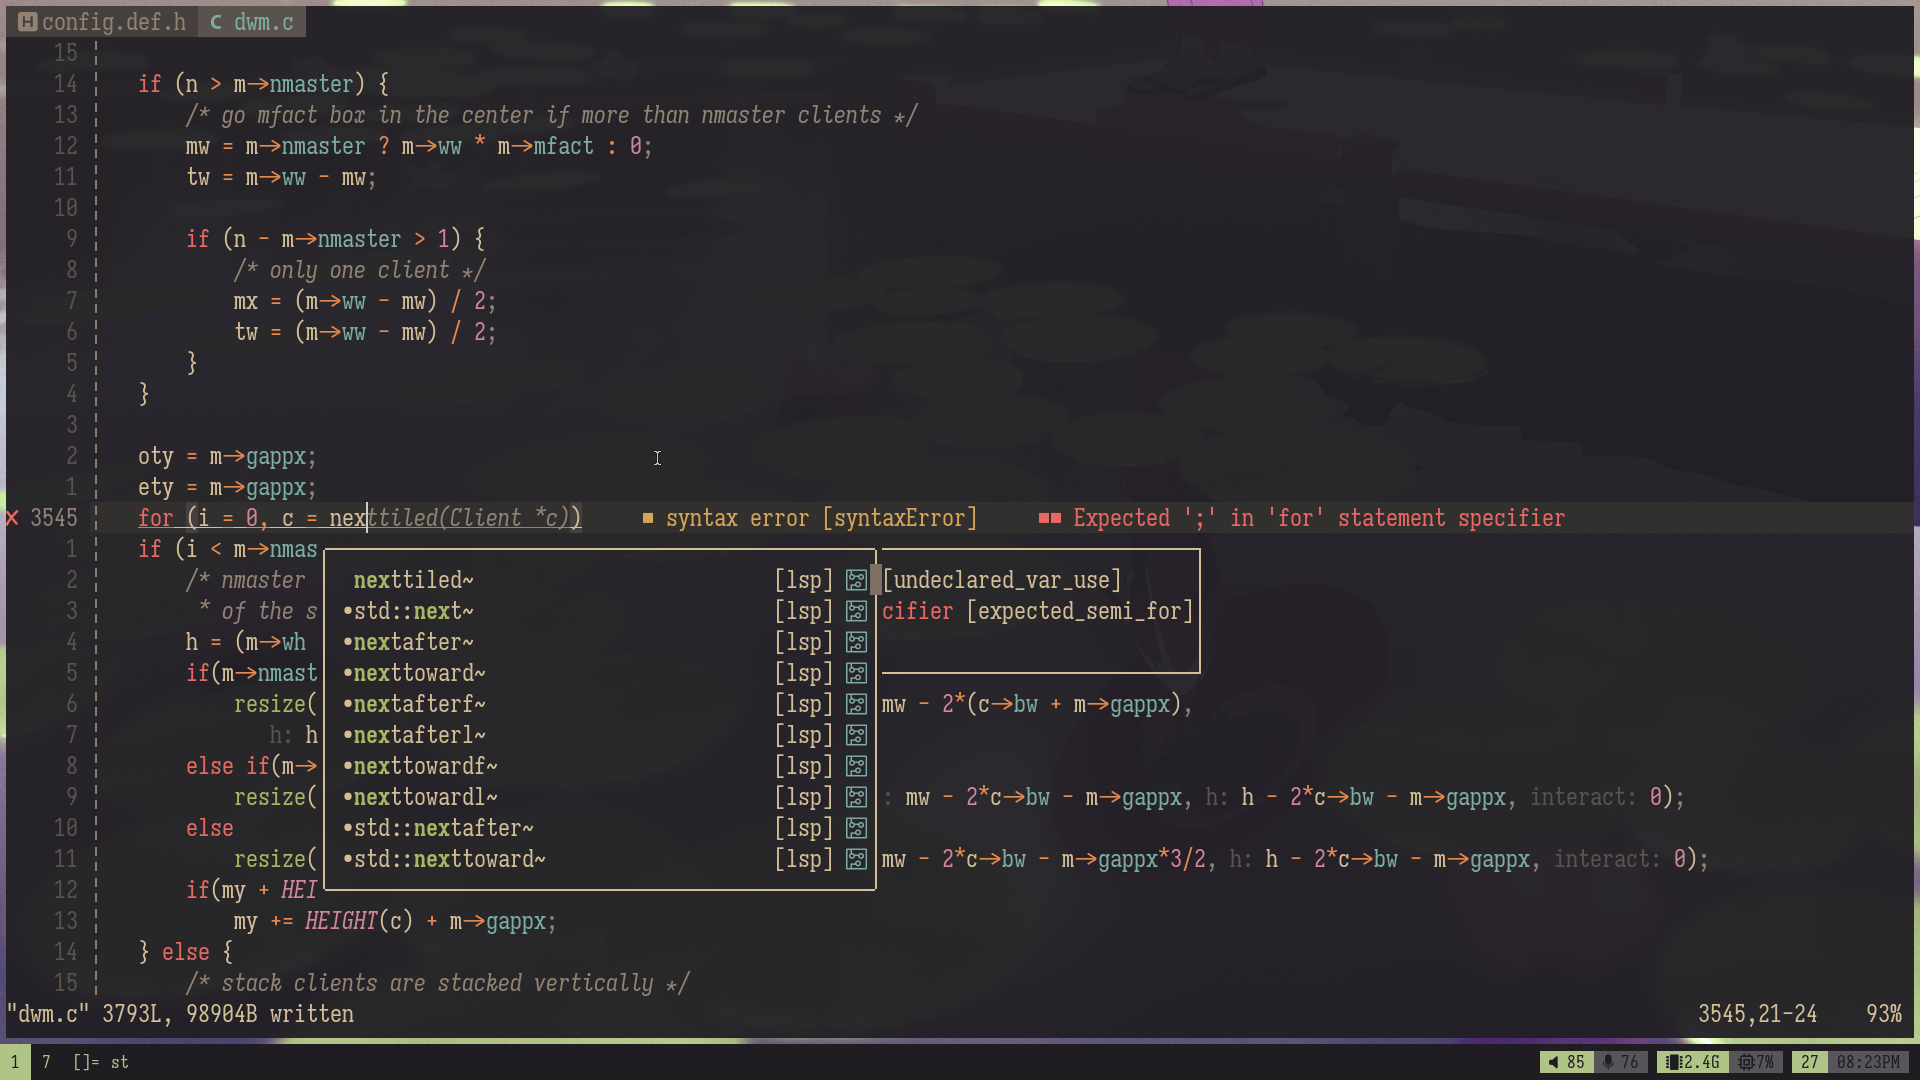 config.def.h dwm.c
15
14 if (n > m->nmaster) {
13 /* go mfact box in the center if more than nmaster clients */
12 mw = m->nmaster ? m->ww * m->mfact : 0;
11 tw = m->ww - mw;
10
9 if (n - m->nmaster > 1) {
8 /* only one client */
7 mx = (m->ww - mw) / 2;
6 tw = (m->ww - mw) / 2;
5 }
4 }
3
2 oty = m->gappx;
1 ety = m->gappx;
3545 for (i = 0, c = nexttiled(Client *c)) ■ syntax error [syntaxError] ■■ Expected ';' in 'for' statement specifier
1 if (i < m->nmas
2 /* nmaster nexttiled~ [lsp] [undeclared_var_use]
3 * of the s •std::next~ [lsp] cifier [expected_semi_for]
4 h = (m->wh •nextafter~ [lsp]
5 if(m->nmast •nexttoward~ [lsp]
6 resize( •nextafterf~ [lsp] mw - 2*(c->bw + m->gappx),
7 h: h •nextafterl~ [lsp]
8 else if(m-> •nexttowardf~ [lsp]
9 resize( •nexttowardl~ [lsp] : mw - 2*c->bw - m->gappx, h: h - 2*c->bw - m->gappx, interact: 0);
10 else •std::nextafter~ [lsp]
11 resize( •std::nexttoward~ [lsp] mw - 2*c->bw - m->gappx*3/2, h: h - 2*c->bw - m->gappx, interact: 0);
12 if(my + HEI
13 my += HEIGHT(c) + m->gappx;
14 } else {
15 /* stack clients are stacked vertically */
"dwm.c" 3793L, 98904B written 3545,21-24 93%
1 7 []= st 85 76 2.4G 7% 27 08:23PM